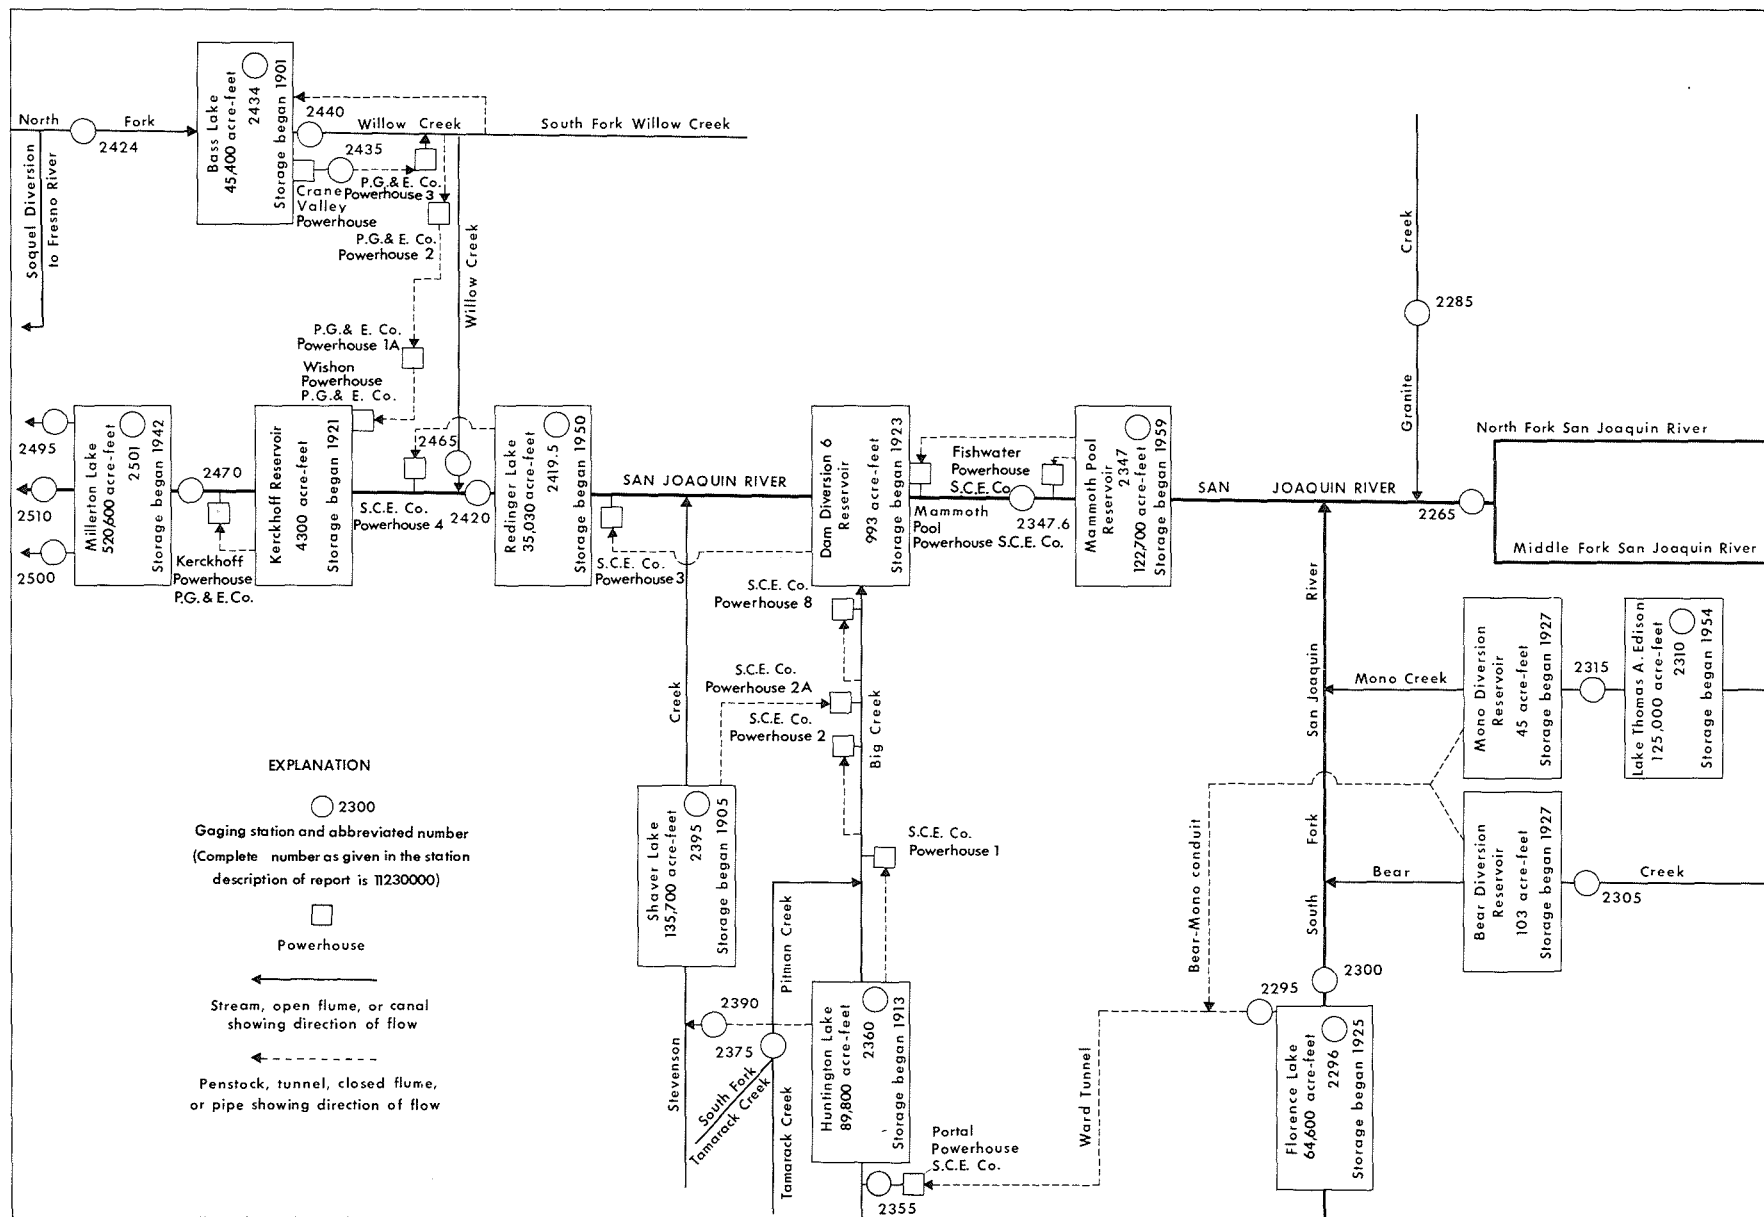 North
Fork
2424
Soquel Diversion
to Fresno River
Bass Lake
45,400 acre-feet
2434
Storage began 1901
2440
Willow Creek
South Fork Willow Creek
2435
P.G.& E. Co.
Powerhouse 3
Crane
Valley
Powerhouse
P.G.& E. Co.
Powerhouse 2
Willow Creek
P.G.& E. Co.
Powerhouse 1A
Wishon
Powerhouse
P.G.& E. Co.
2495
2510
2500
Millerton Lake
520,600 acre-feet
2501
Storage began 1942
2470
Kerckhoff
Powerhouse
P.G. & E.Co.
Kerckhoff Reservoir
4300 acre-feet
Storage began 1921
2465
S.C.E. Co.
Powerhouse 4
2420
Redinger Lake
35,030 acre-feet
2419.5
Storage began 1950
SAN JOAQUIN RIVER
S.C.E. Co.
Powerhouse 3
Dam Diversion 6
Reservoir
993 acre-feet
Storage began 1923
Fishwater
Powerhouse
S.C.E. Co.
2347.6
Mammoth
Pool
Powerhouse S.C.E. Co.
Mammoth Pool
Reservoir
2347
122,700 acre-feet
Storage began 1959
SAN JOAQUIN RIVER
Creek
2285
Granite
2265
North Fork San Joaquin River
Middle Fork San Joaquin River
S.C.E. Co.
Powerhouse 8
S.C.E. Co.
Powerhouse 2A
S.C.E. Co.
Powerhouse 2
Big Creek
S.C.E. Co.
Powerhouse 1
Creek
Shaver Lake
135,700 acre-feet
2395
Storage began 1905
Stevenson
2390
2375
Pitman Creek
South Fork
Tamarack Creek
Tamarack Creek
Huntington Lake
89,800 acre-feet
2360
Storage began 1913
2355
Portal
Powerhouse
S.C.E. Co.
Ward Tunnel
Bear-Mono conduit
2295
2300
Florence Lake
64,600 acre-feet
2296
Storage began 1925
South Fork San Joaquin River
Mono Creek
Mono Diversion
Reservoir
45 acre-feet
Storage began 1927
2315
Lake Thomas A. Edison
125,000 acre-feet
2310
Storage began 1954
Bear
Bear Diversion
Reservoir
103 acre-feet
Storage began 1927
2305
Creek
EXPLANATION
2300
Gaging station and abbreviated number
(Complete number as given in the station
description of report is 11230000)
Powerhouse
Stream, open flume, or canal
showing direction of flow
Penstock, tunnel, closed flume,
or pipe showing direction of flow